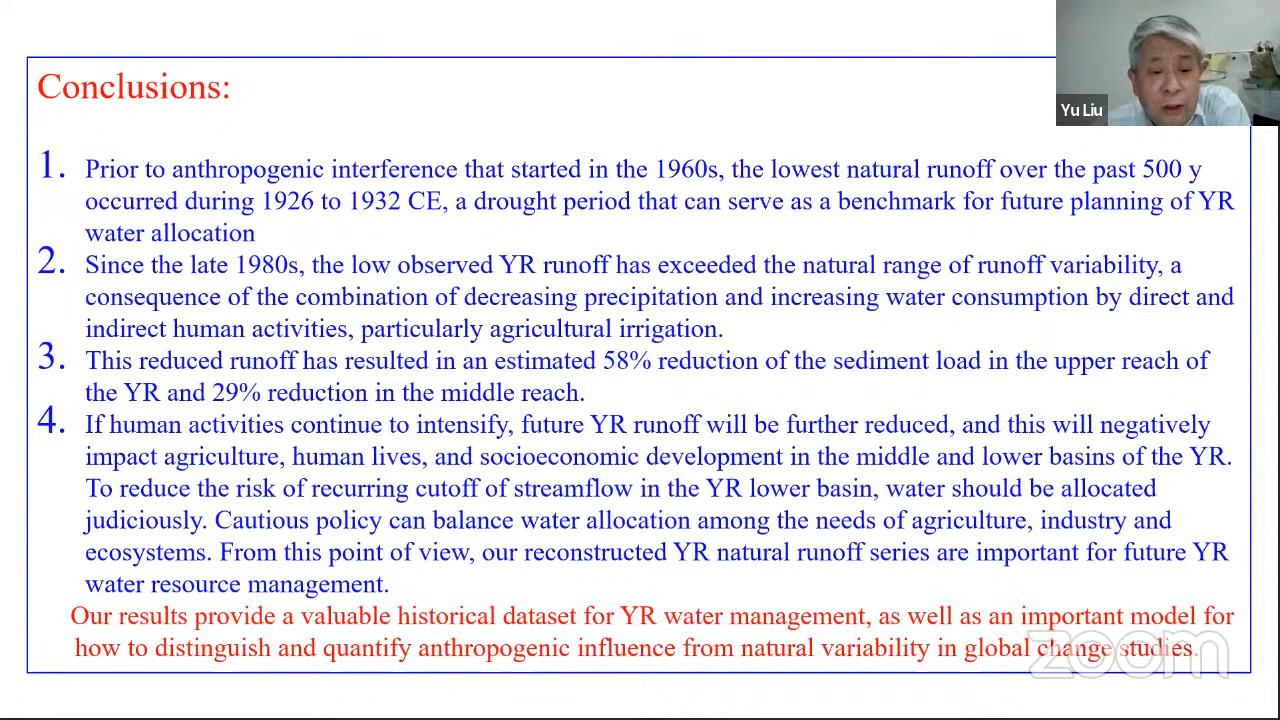 Conclusions:
Yu Liu
1. Prior to anthropogenic interference that started in the 1960s, the lowest natural runoff over the past 500 y
occurred during 1926 to 1932 CE, a drought period that can serve as a benchmark for future planning of YR
water allocation
2. Since the late 1980s, the low observed YR runoff has exceeded the natural range of runoff variability, a
consequence of the combination of decreasing precipitation and increasing water consumption by direct and
indirect human activities, particularly agricultural irrigation.
3. This reduced runoff has resulted in an estimated 58% reduction of the sediment load in the upper reach of
the YR and 29% reduction in the middle reach.
4. If human activities continue to intensify, future YR runoff will be further reduced, and this will negatively
impact agriculture, human lives, and socioeconomic development in the middle and lower basins of the YR.
To reduce the risk of recurring cutoff of streamflow in the YR lower basin, water should be allocated
judiciously. Cautious policy can balance water allocation among the needs of agriculture, industry and
ecosystems. From this point of view, our reconstructed YR natural runoff series are important for future YR
water resource management.
Our results provide a valuable historical dataset for YR water management, as well as an important model for
how to distinguish and quantify anthropogenic influence from natural variability in global change studies.
zoom